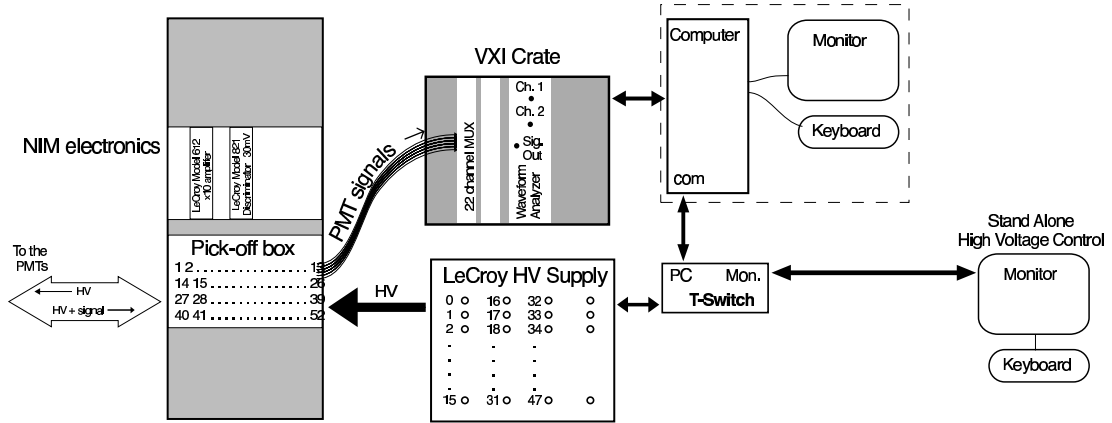 NIM electronics
LeCroy Model 612
x10 amplifier
LeCroy Model 821
Discriminator 30mV
Pick-off box
1 2 .................... 13
14 15 .................... 26
27 28 .................... 39
40 41 .................... 52
To the
PMTs
HV
HV + signal
PMT signals
HV
VXI Crate
22 channel MUX
Waveform
Analyzer
Ch. 1
Ch. 2
Sig.
Out
LeCroy HV Supply
0 16 32
1 17 33
2 18 34
15 31 47
Computer
com
Monitor
Keyboard
PC Mon.
T-Switch
Stand Alone
High Voltage Control
Monitor
Keyboard